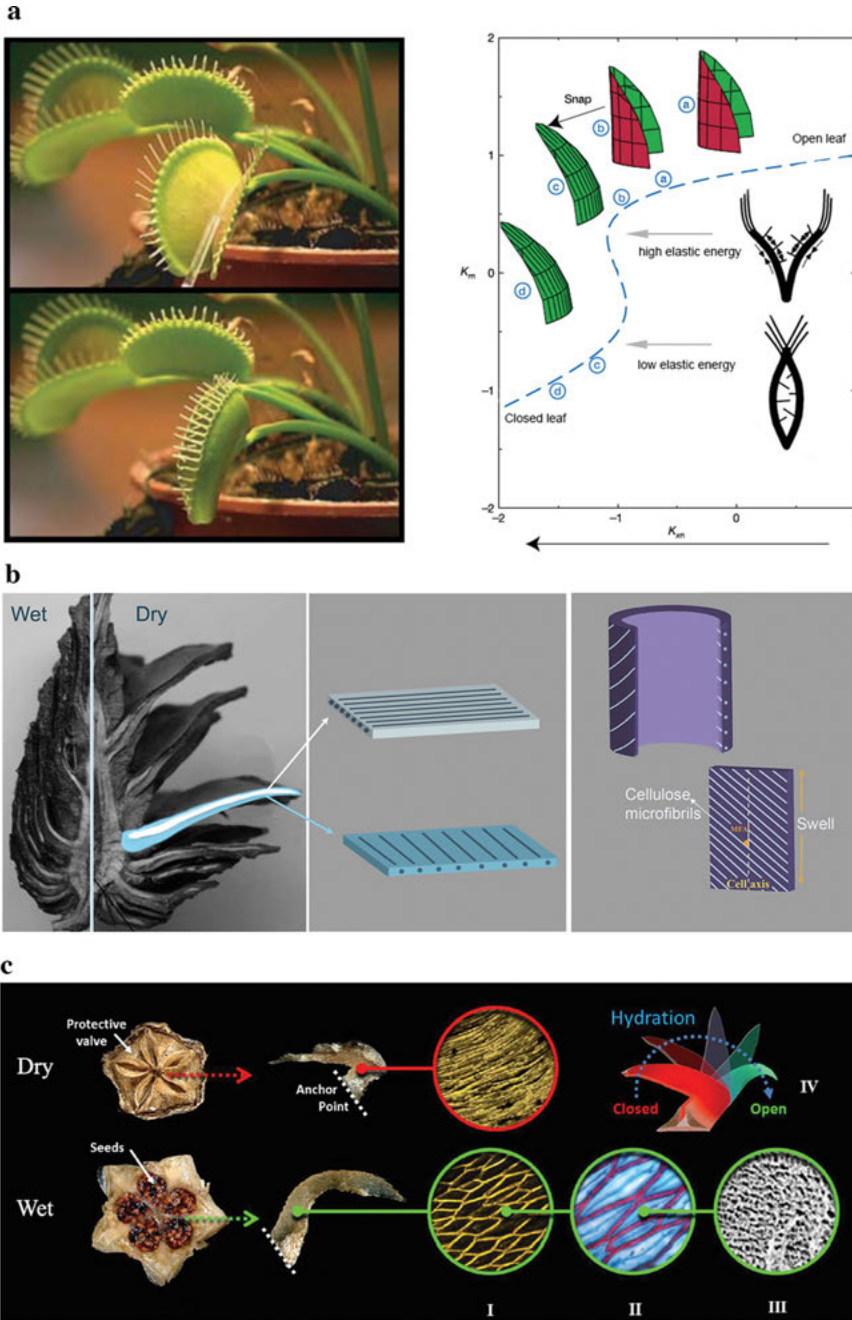 a
2
1
0
−1
−2
K_m
−2
−1
0
K_xn
Snap
a
b
c
d
a
b
c
d
Open leaf
high elastic energy
low elastic energy
Closed leaf
b
Wet
Dry
Cellulose
microfibrils
MFA
Swell
Cell axis
c
Dry
Protective
valve
Anchor
Point
Hydration
Closed
Open
IV
Wet
Seeds
I
II
III